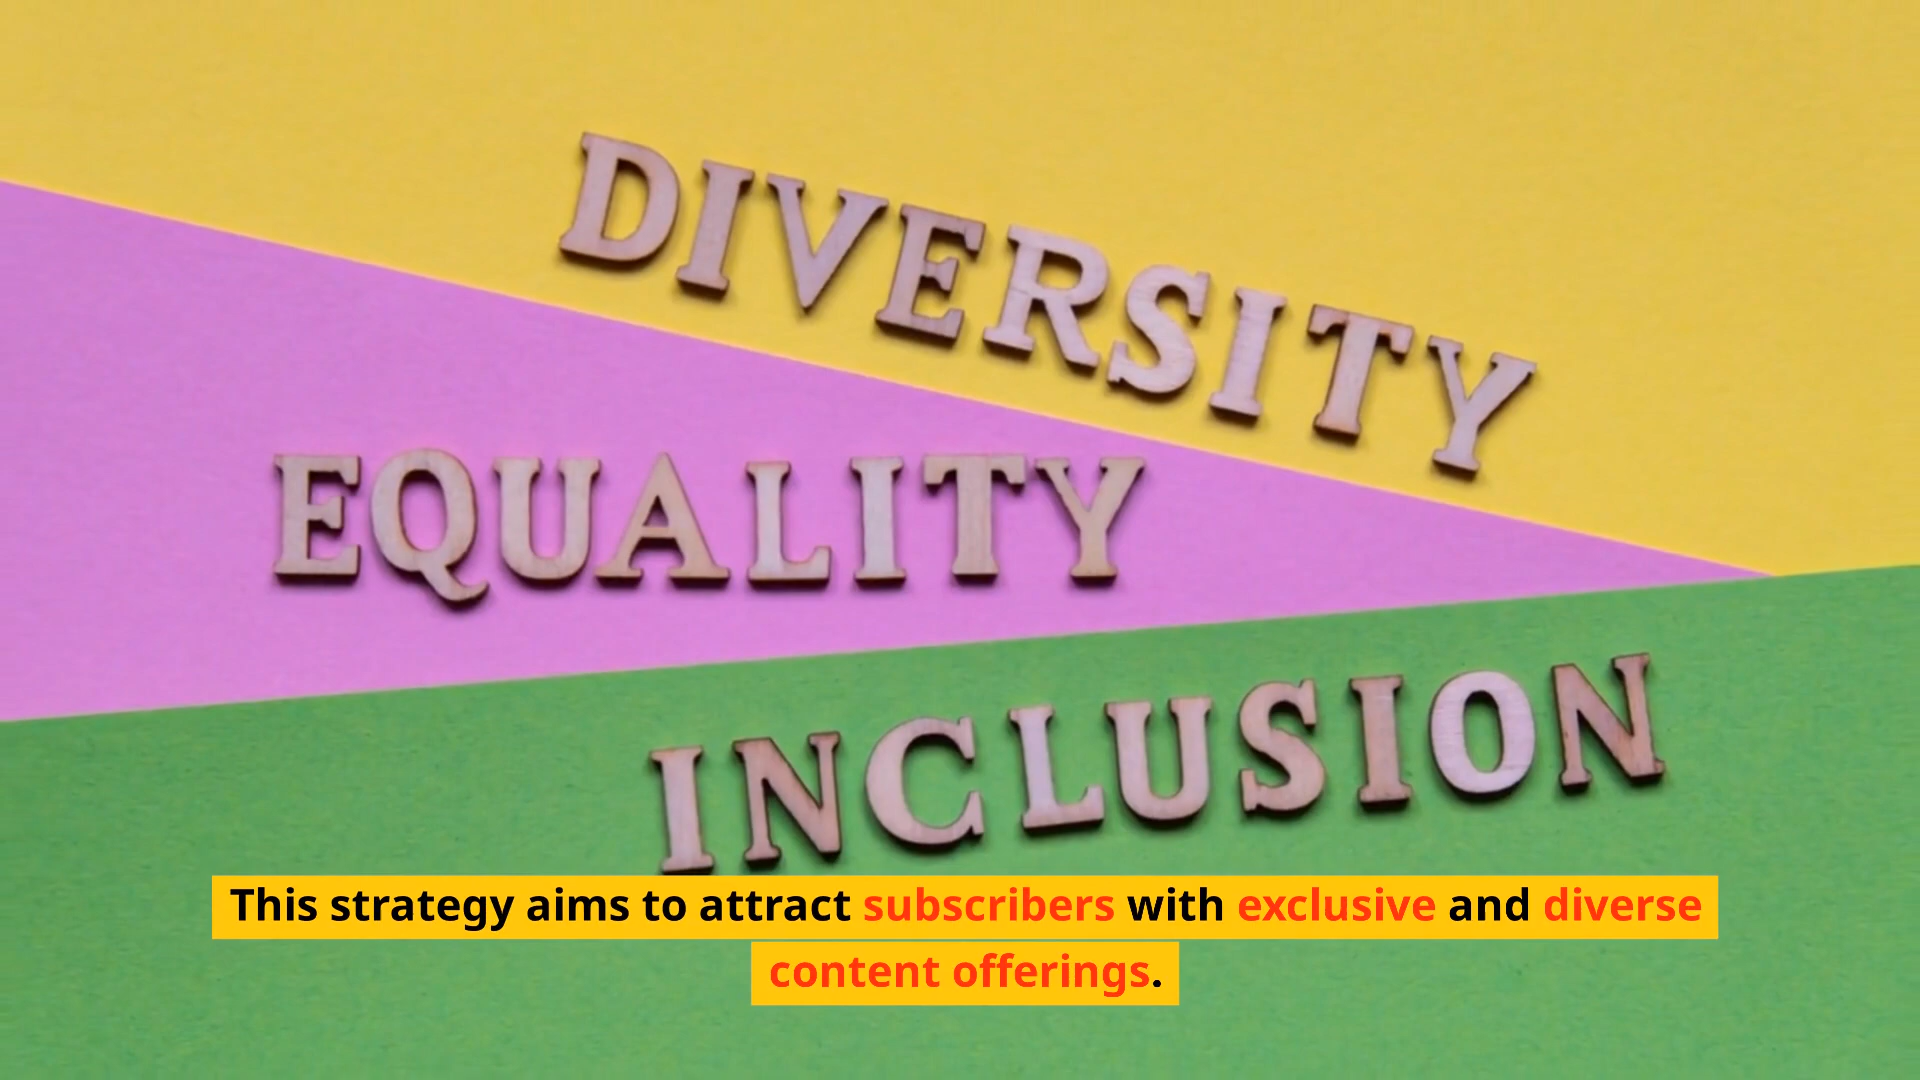 DIVERSITY
EQUALITY
INCLUSION
This strategy aims to attract subscribers with exclusive and diverse
content offerings.